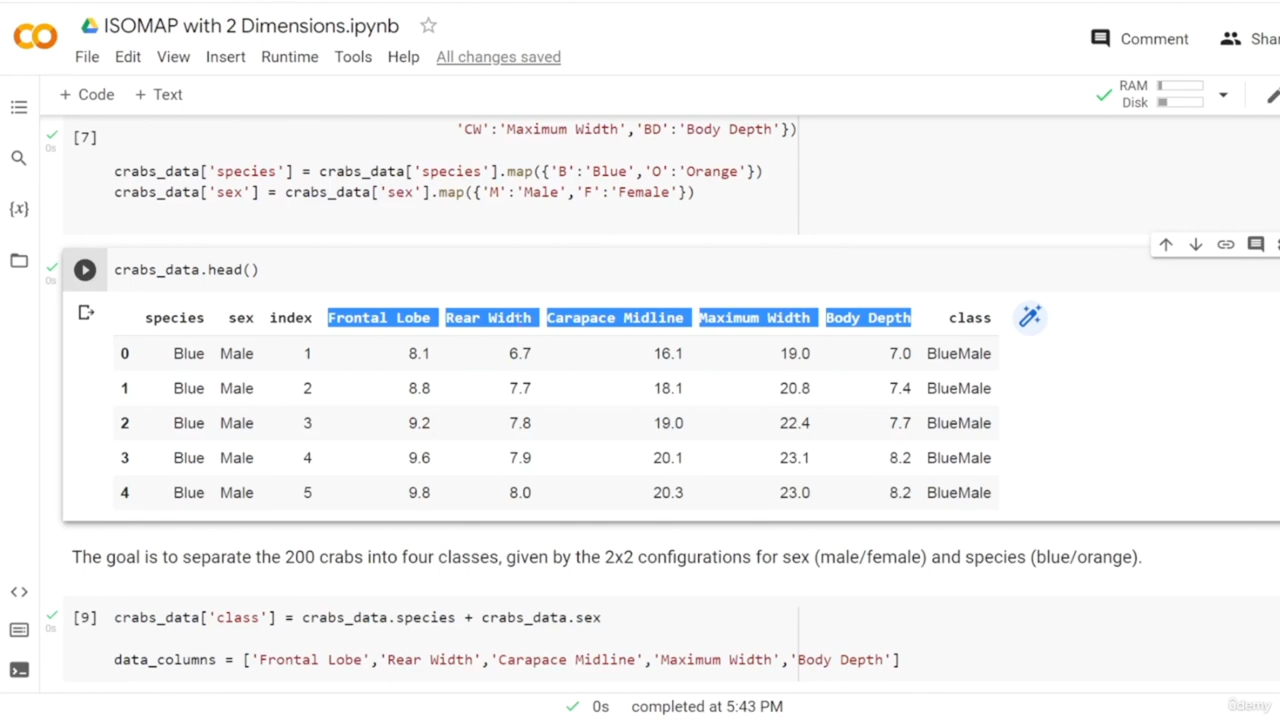 ISOMAP with 2 Dimensions.ipynb
File Edit View Insert Runtime Tools Help All changes saved
Comment
+ Code + Text
RAM
Disk
[7]
'CW':'Maximum Width','BD':'Body Depth'})
crabs_data['species'] = crabs_data['species'].map({'B':'Blue','O':'Orange'})
crabs_data['sex'] = crabs_data['sex'].map({'M':'Male','F':'Female'})
0s
{x}
crabs_data.head()
0s
species sex index Frontal Lobe Rear Width Carapace Midline Maximum Width Body Depth class
0 Blue Male 1 8.1 6.7 16.1 19.0 7.0 BlueMale
1 Blue Male 2 8.8 7.7 18.1 20.8 7.4 BlueMale
2 Blue Male 3 9.2 7.8 19.0 22.4 7.7 BlueMale
3 Blue Male 4 9.6 7.9 20.1 23.1 8.2 BlueMale
4 Blue Male 5 9.8 8.0 20.3 23.0 8.2 BlueMale
The goal is to separate the 200 crabs into four classes, given by the 2x2 configurations for sex (male/female) and species (blue/orange).
[9] crabs_data['class'] = crabs_data.species + crabs_data.sex
0s
data_columns = ['Frontal Lobe','Rear Width','Carapace Midline','Maximum Width','Body Depth']
0s completed at 5:43 PM
ûdemy